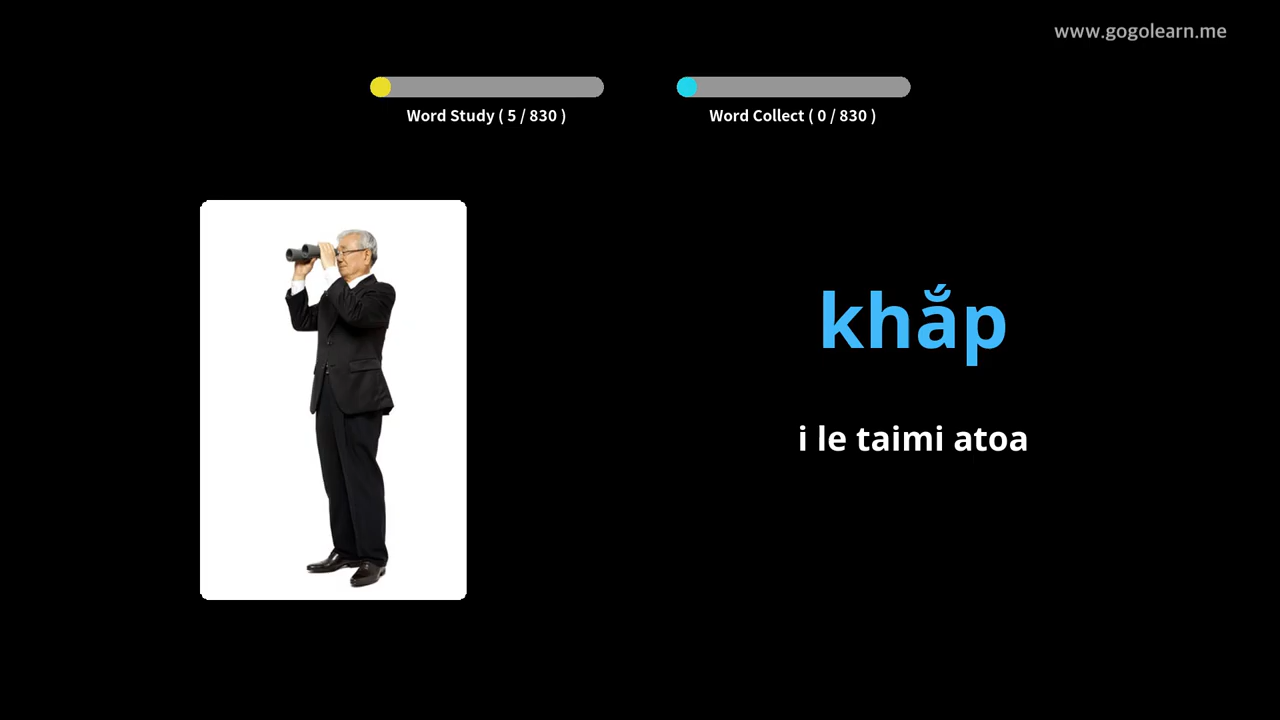 www.gogolearn.me
Word Study ( 5 / 830 )
Word Collect ( 0 / 830 )
khắp
i le taimi atoa